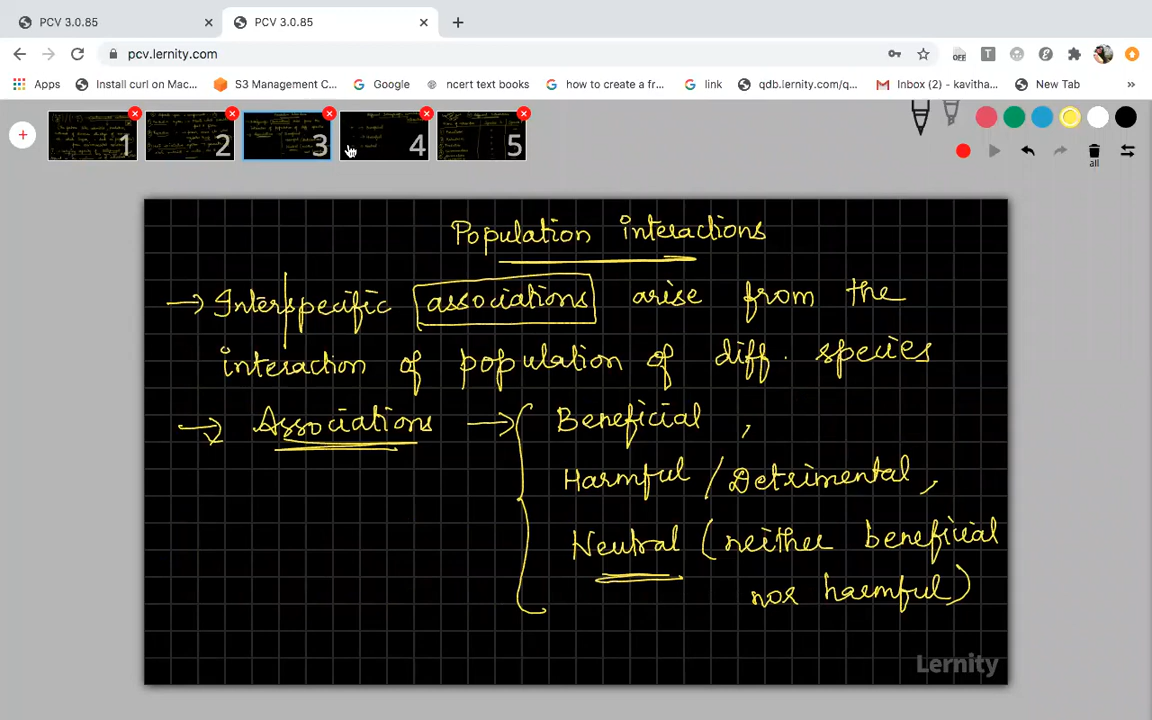 PCV 3.0.85
PCV 3.0.85
pcv.lernity.com
Apps
Install curl on Mac...
S3 Management C...
Google
ncert text books
how to create a fr...
link
qdb.lernity.com/q...
Inbox (2) - kavitha...
New Tab
»
OFF
T
1
2
3
4
5
all
Population interactions
→ Interspecific associations arise from the
interaction of population of diff. species
→ Associations → { Beneficial ,
Harmful / Detrimental ,
Neutral (neither beneficial
nor harmful)
Lernity